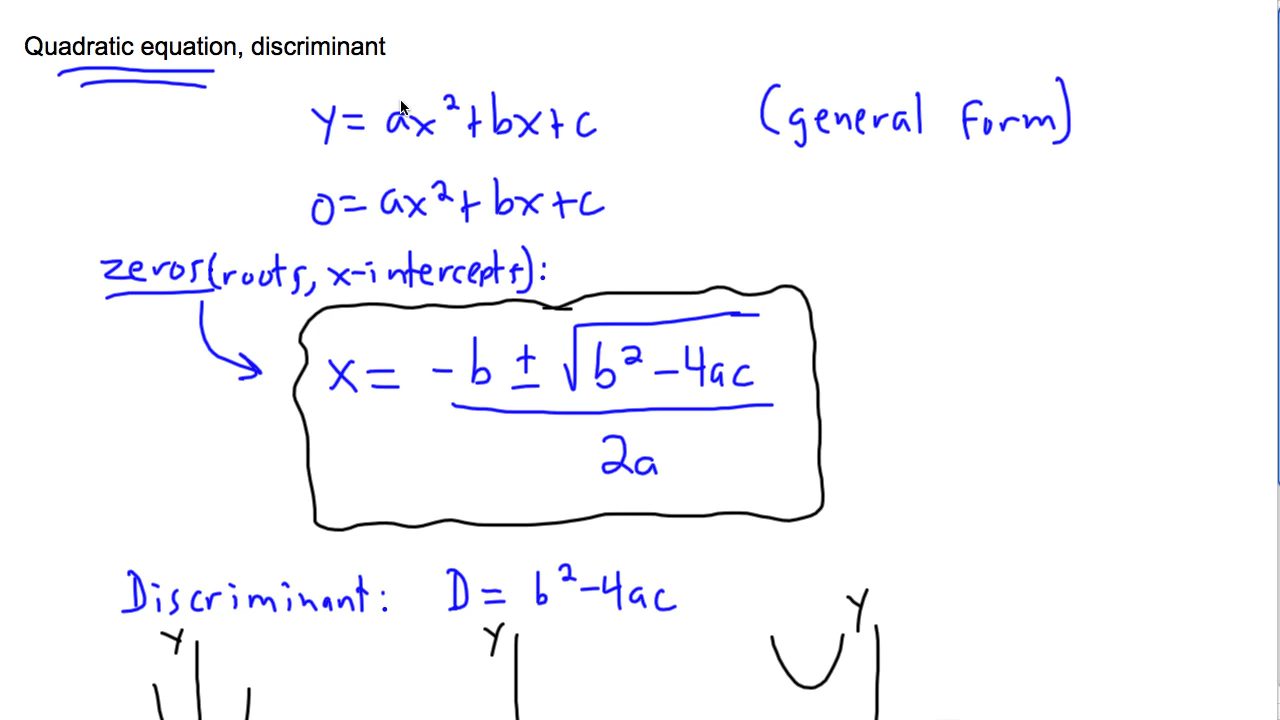 Quadratic equation, discriminant
y = ax² + bx + c (general form)
0 = ax² + bx + c
zeros (roots, x-intercepts):
x = -b ± √b² - 4ac
2a
Discriminant: D = b² - 4ac
y y y